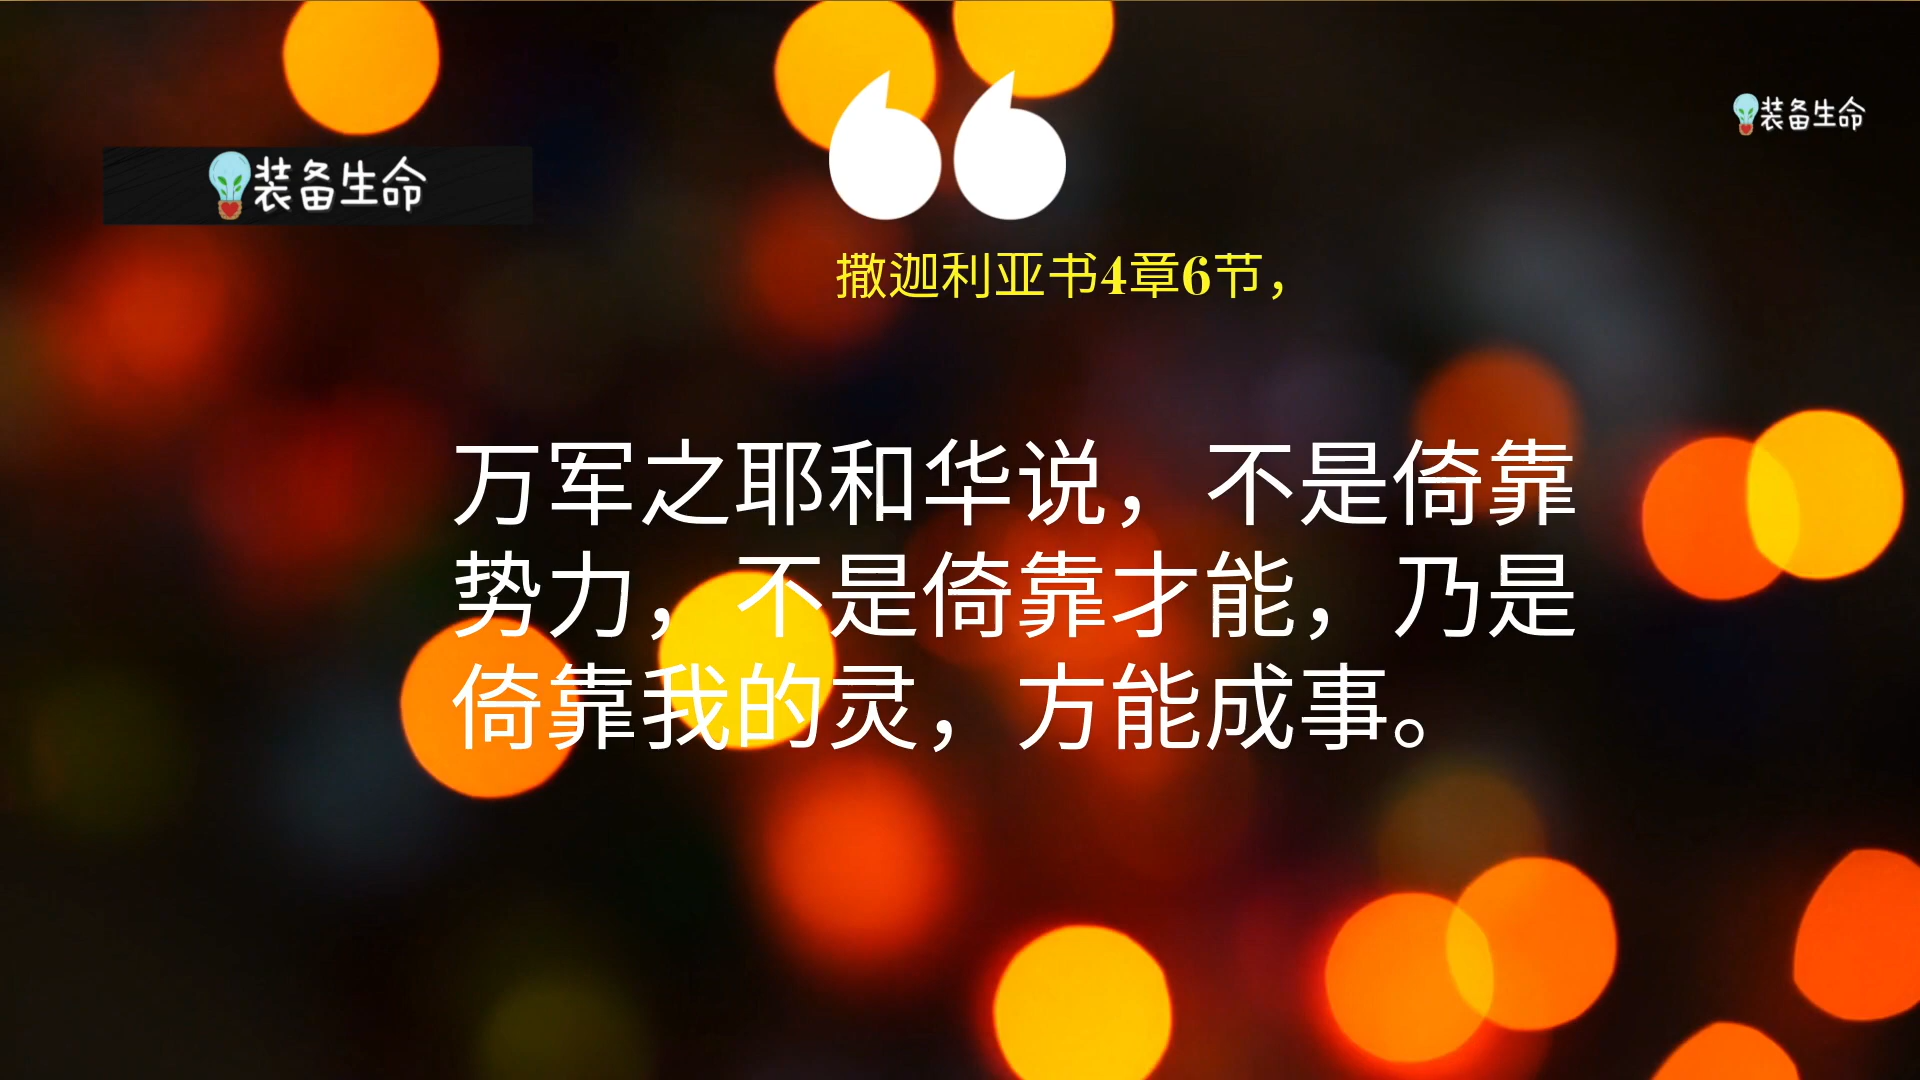 装备生命
装备生命
撒迦利亚书4章6节，
万军之耶和华说，不是倚靠
势力，不是倚靠才能，乃是
倚靠我的灵，方能成事。